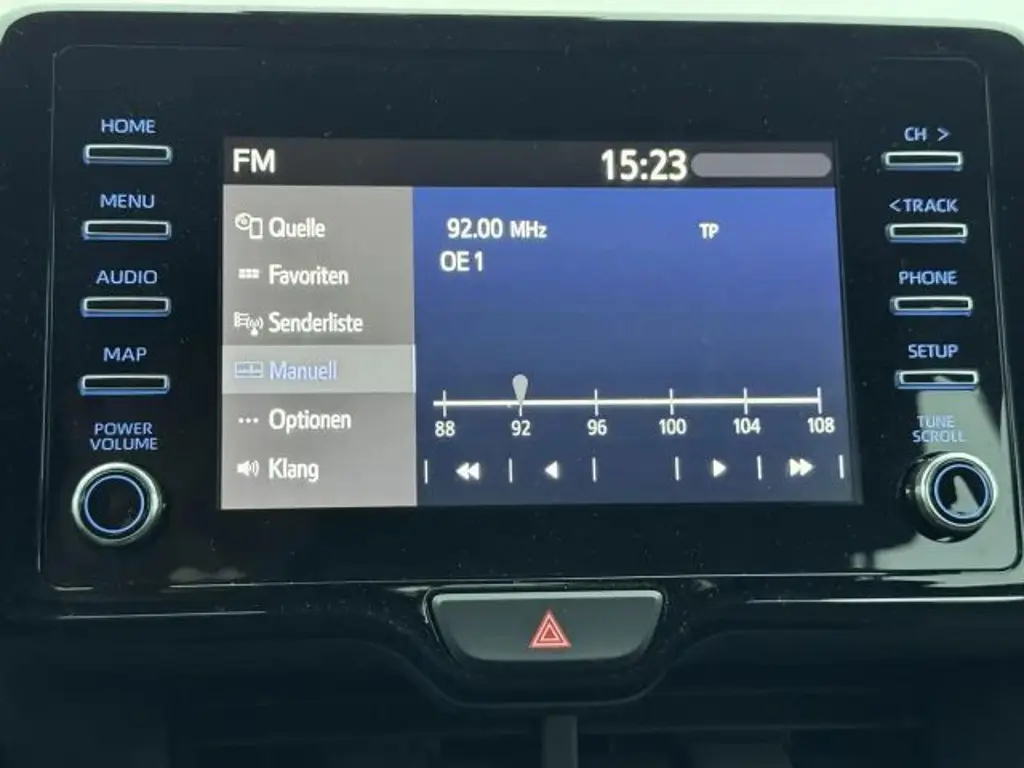 HOME
MENU
AUDIO
MAP
POWER
VOLUME
FM
15:23
Quelle
Favoriten
Senderliste
Manuell
Optionen
Klang
92.00 MHz
TP
OE 1
88 92 96 100 104 108
CH >
<TRACK
PHONE
SETUP
TUNE
SCROLL